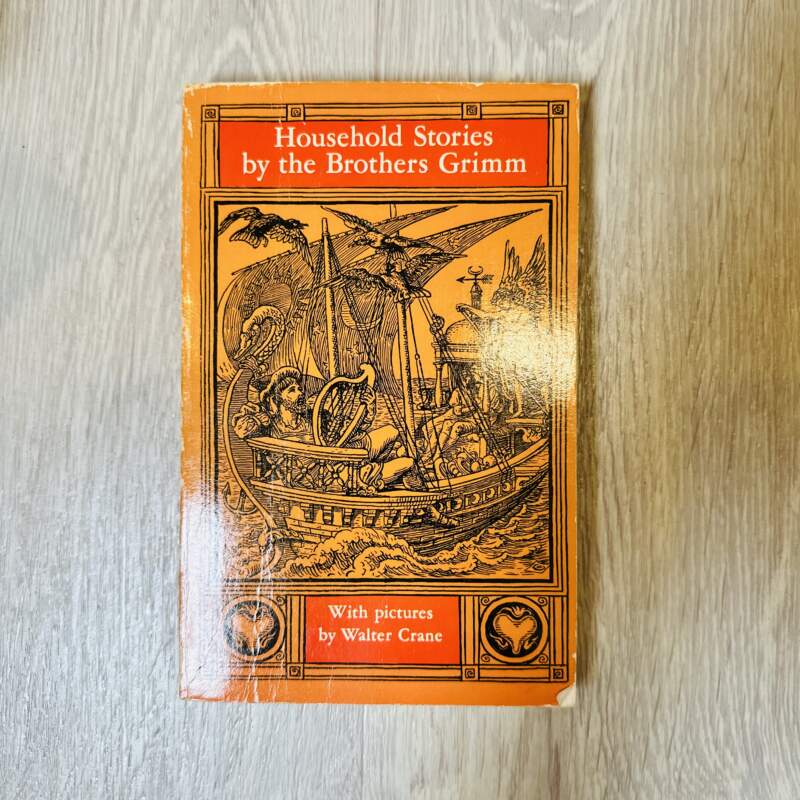 Household Stories
by the Brothers Grimm
With pictures
by Walter Crane